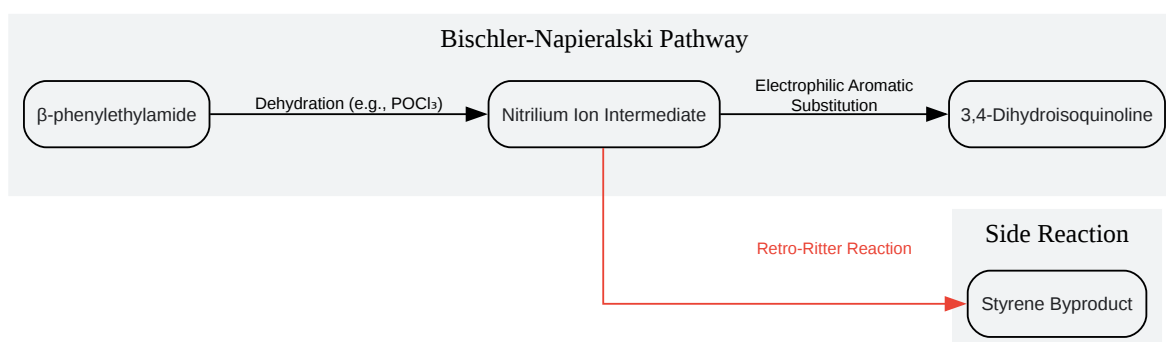 Bischler-Napieralski Pathway
β-phenylethylamide
Dehydration (e.g., POCl₃)
Nitrilium Ion Intermediate
Electrophilic Aromatic
Substitution
3,4-Dihydroisoquinoline
Side Reaction
Retro-Ritter Reaction
Styrene Byproduct